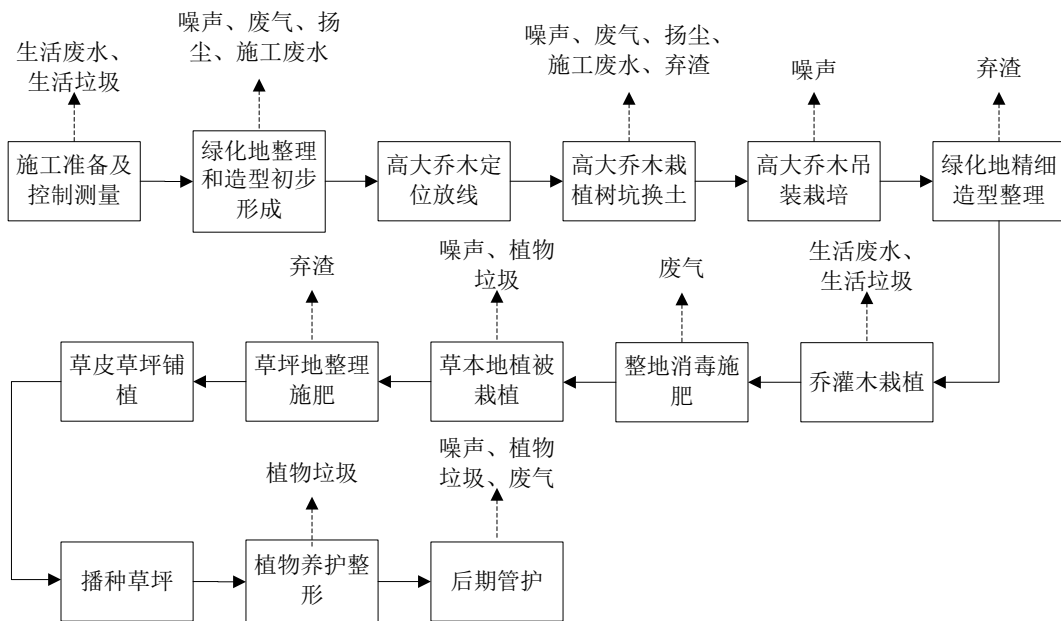 生活废水、
生活垃圾
噪声、废气、扬
尘、施工废水
噪声、废气、扬尘、
施工废水、弃渣
噪声
弃渣
施工准备及
控制测量
绿化地整理
和造型初步
形成
高大乔木定
位放线
高大乔木栽
植树坑换土
高大乔木吊
装栽培
绿化地精细
造型整理
弃渣
噪声、植物
垃圾
废气
生活废水、
生活垃圾
草皮草坪铺
植
草坪地整理
施肥
草本地植被
栽植
整地消毒施
肥
乔灌木栽植
植物垃圾
噪声、植物
垃圾、废气
播种草坪
植物养护整
形
后期管护